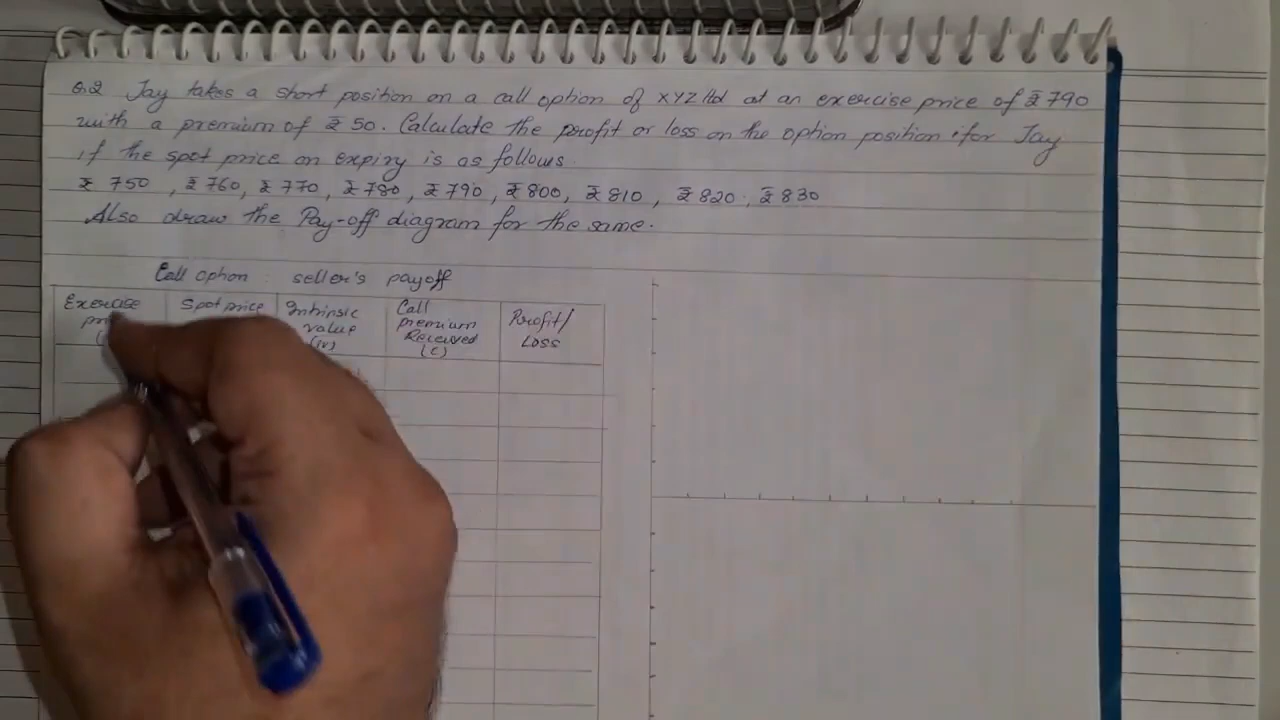 Q.2 Jay takes a short position on a call option of XYZ ltd at an exercise price of ₹ 790
with a premium of ₹ 50. Calculate the profit or loss on the option position for Jay
if the spot price on expiry is as follows.
₹ 750, ₹ 760, ₹ 770, ₹ 780, ₹ 790, ₹ 800, ₹ 810, ₹ 820, ₹ 830
Also draw the Pay-off diagram for the same.
Call option : seller's payoff
Exercise
Spot price
Intrinsic
value
(IV)
Call
premium
Received
(C)
Profit/
Loss